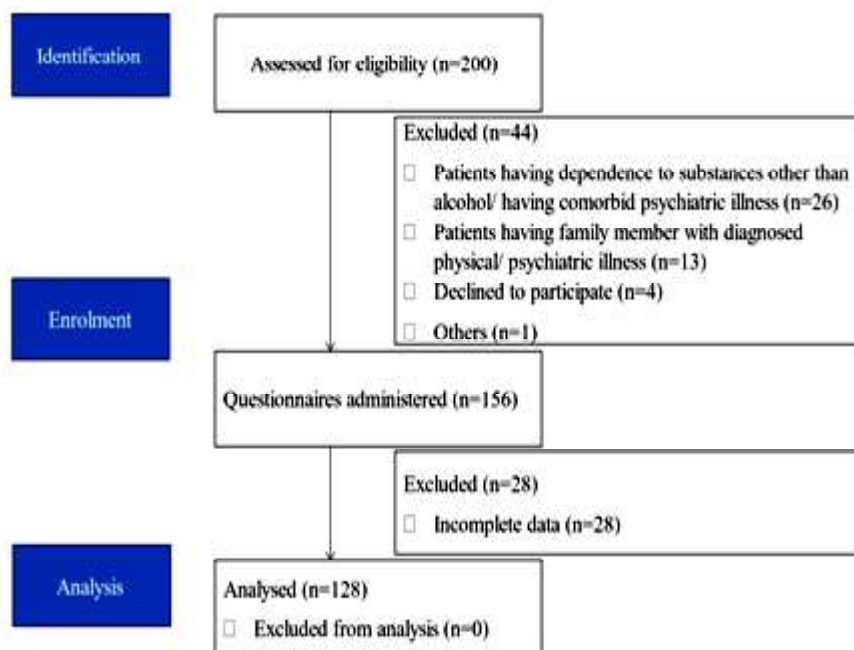 Identification
Assessed for eligibility (n=200)
Excluded (n=44)
Patients having dependence to substances other than
alcohol/ having comorbid psychiatric illness (n=26)
Patients having family member with diagnosed
physical/ psychiatric illness (n=13)
Declined to participate (n=4)
Others (n=1)
Enrolment
Questionnaires administered (n=156)
Excluded (n=28)
Incomplete data (n=28)
Analysis
Analysed (n=128)
Excluded from analysis (n=0)